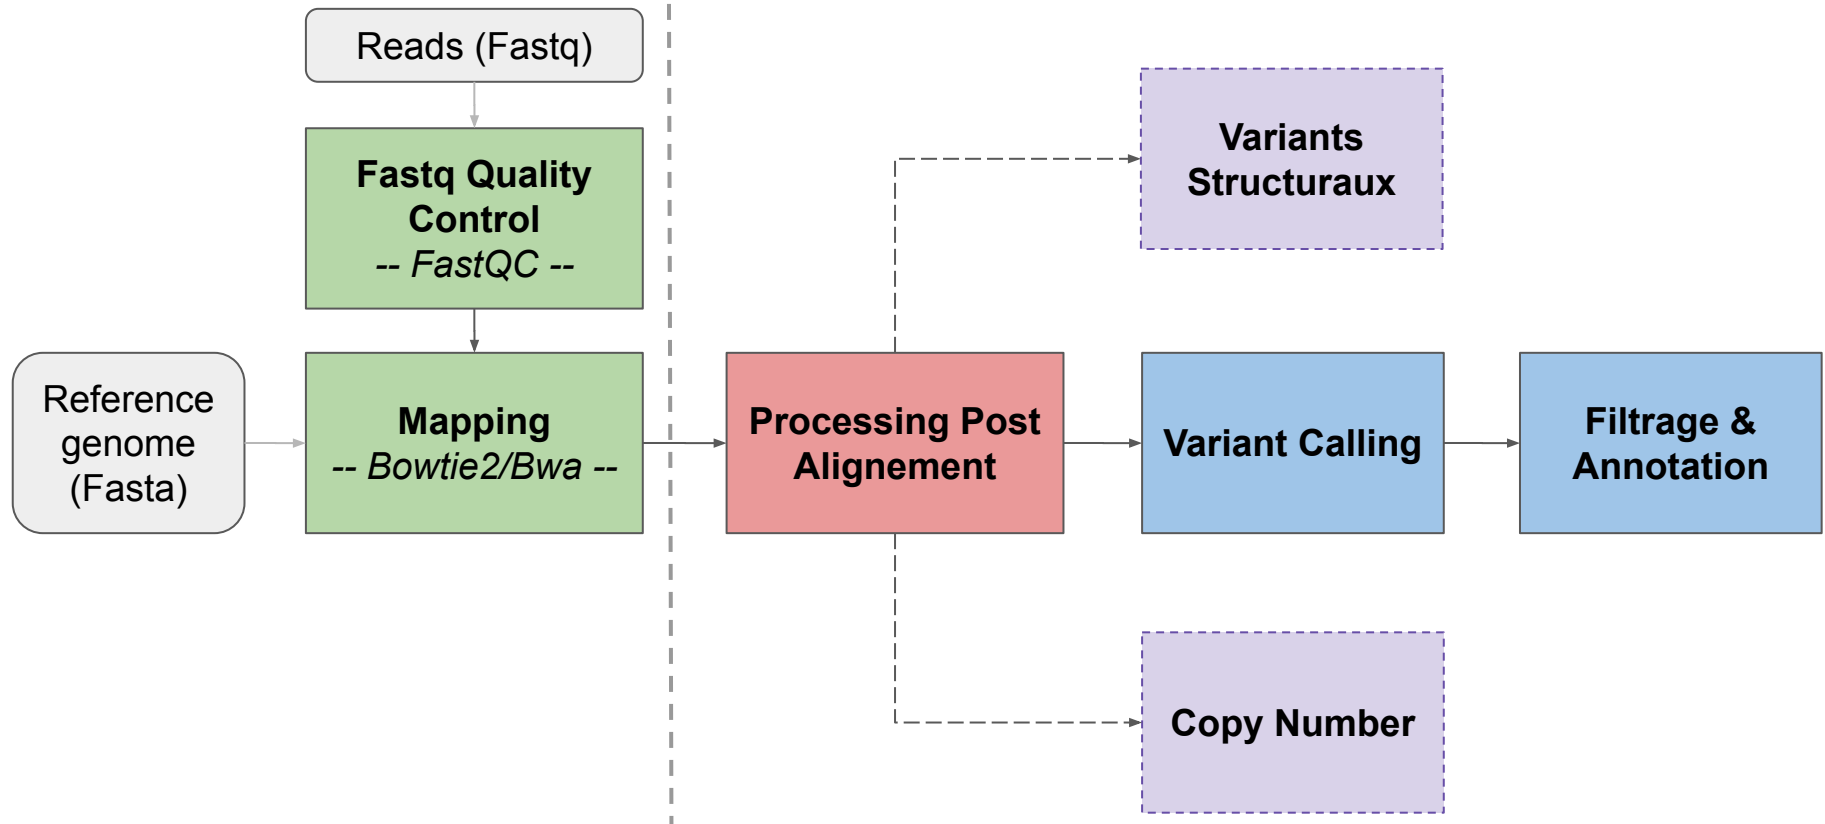 Reads (Fastq)
Fastq Quality
Control
-- FastQC --
Reference
genome
(Fasta)
Mapping
-- Bowtie2/Bwa --
Processing Post
Alignement
Variants
Structuraux
Variant Calling
Filtrage &
Annotation
Copy Number